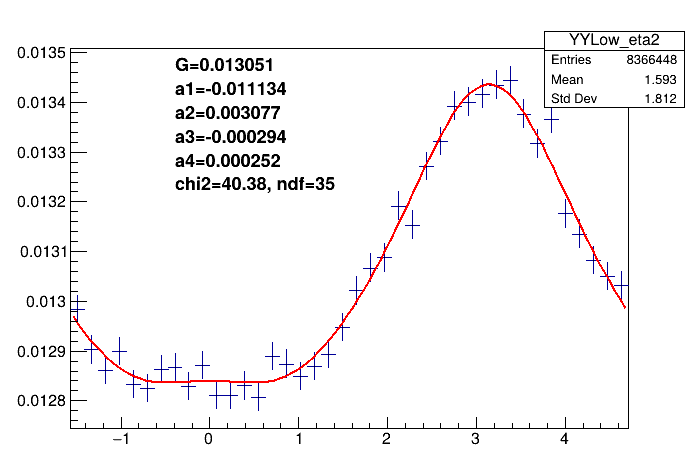 YYLow_eta2
Entries 8366448
Mean 1.593
Std Dev 1.812
G=0.013051
a1=-0.011134
a2=0.003077
a3=-0.000294
a4=0.000252
chi2=40.38, ndf=35
0.0135
0.0134
0.0133
0.0132
0.0131
0.013
0.0129
0.0128
−1 0 1 2 3 4